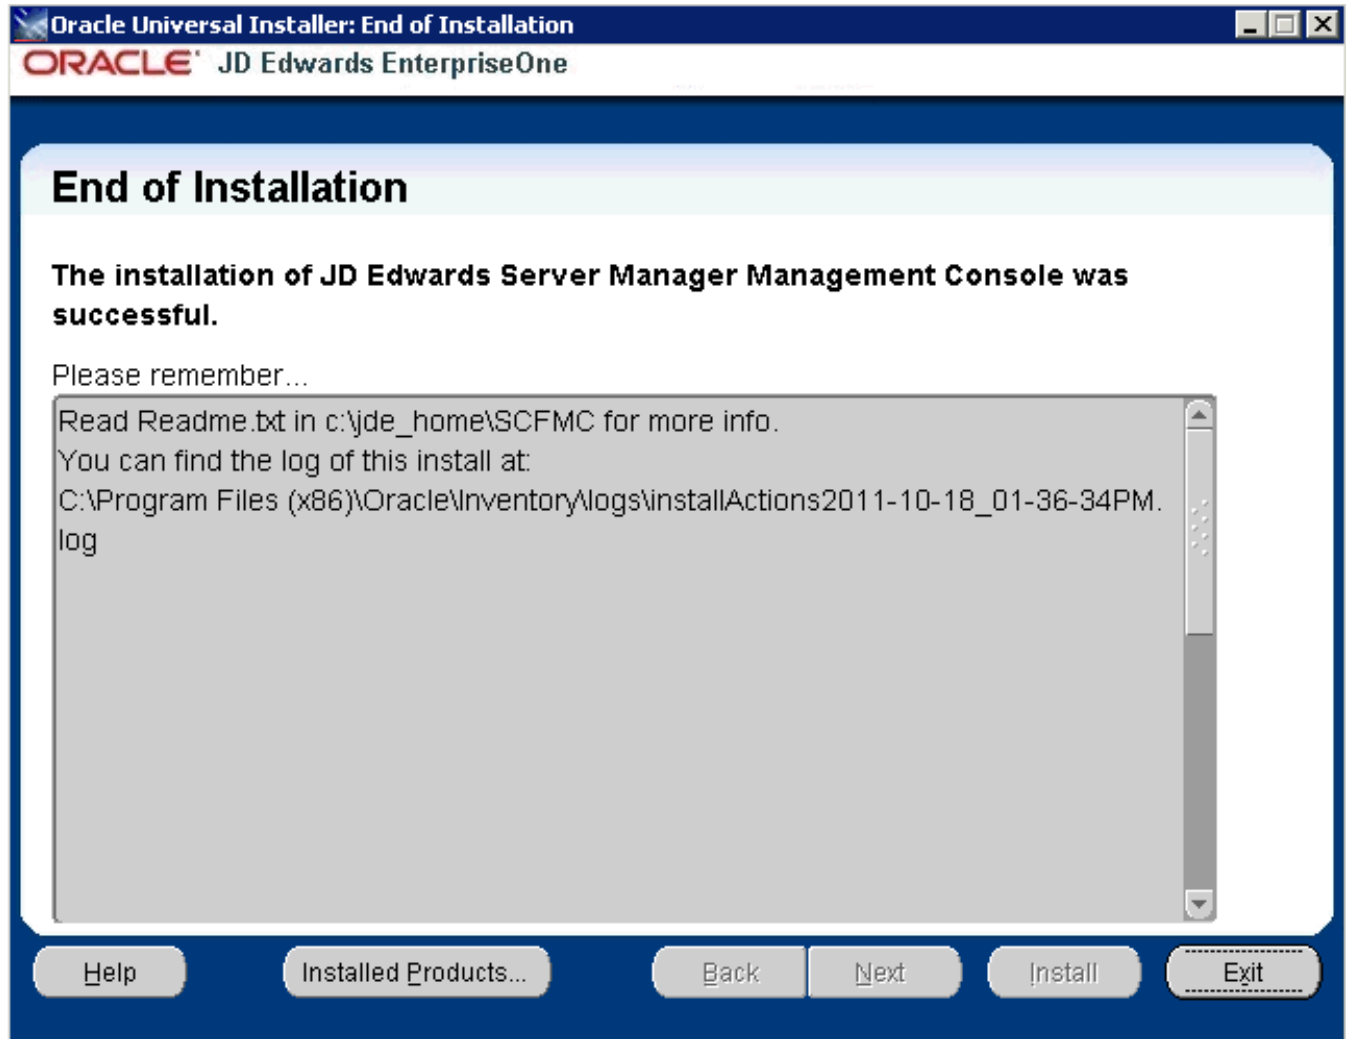 Oracle Universal Installer: End of Installation
ORACLE JD Edwards EnterpriseOne
End of Installation
The installation of JD Edwards Server Manager Management Console was
successful.
Please remember...
Read Readme.txt in c:\jde_home\SCFMC for more info.
You can find the log of this install at:
C:\Program Files (x86)\Oracle\Inventory\logs\installActions2011-10-18_01-36-34PM.
log
Help Installed Products... Back Next Install Exit